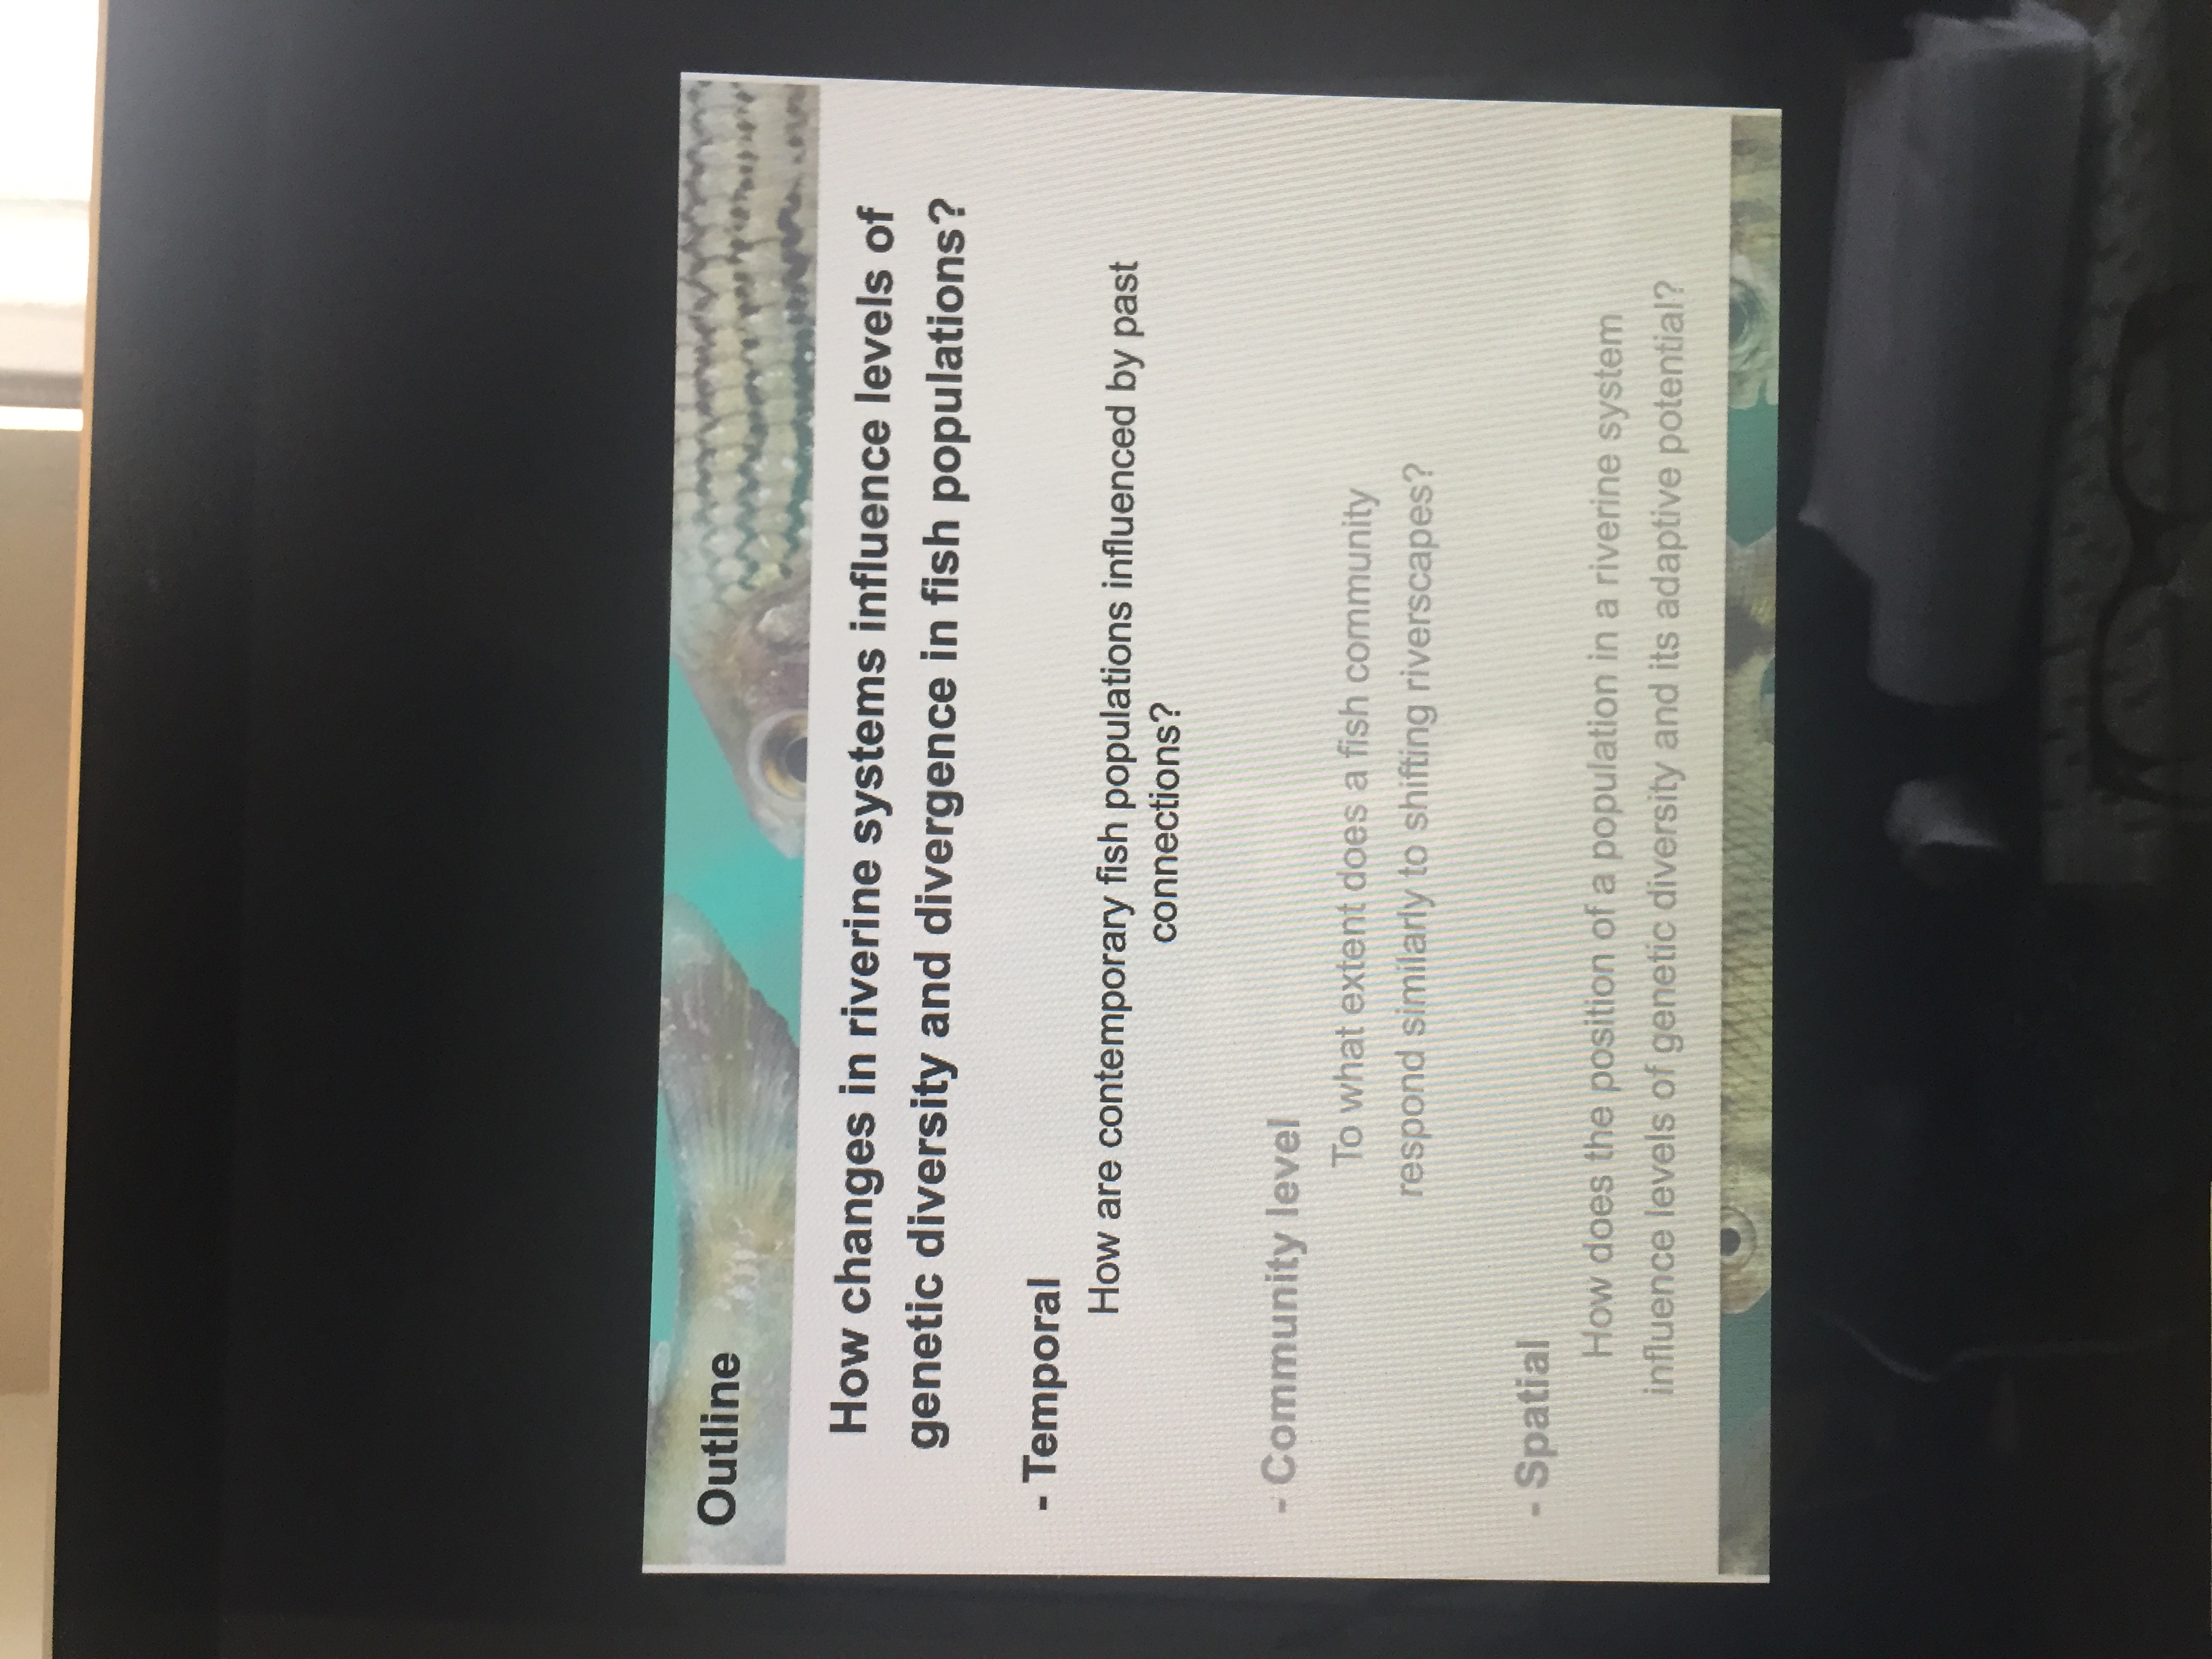 Outline
How changes in riverine systems influence levels of
genetic diversity and divergence in fish populations?
- Temporal
How are contemporary fish populations influenced by past
connections?
- Community level
To what extent does a fish community
respond similarly to shifting riverscapes?
- Spatial
How does the position of a population in a riverine system
influence levels of genetic diversity and its adaptive potential?